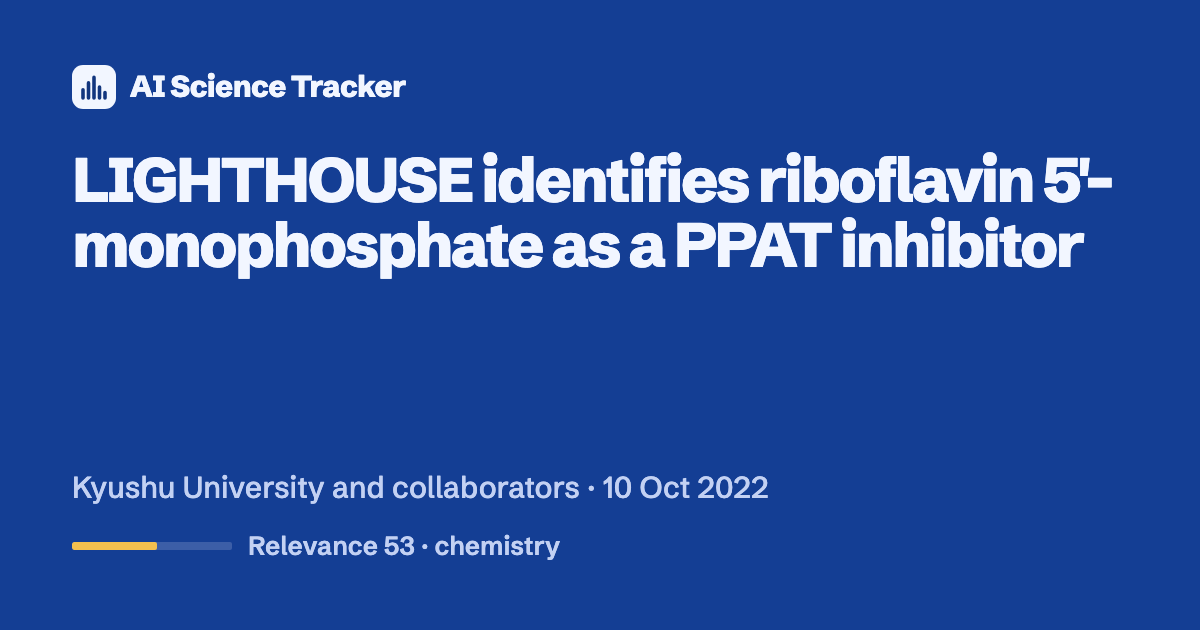 AI Science Tracker
LIGHTHOUSE identifies riboflavin 5'-
monophosphate as a PPAT inhibitor
Kyushu University and collaborators · 10 Oct 2022
Relevance 53 · chemistry